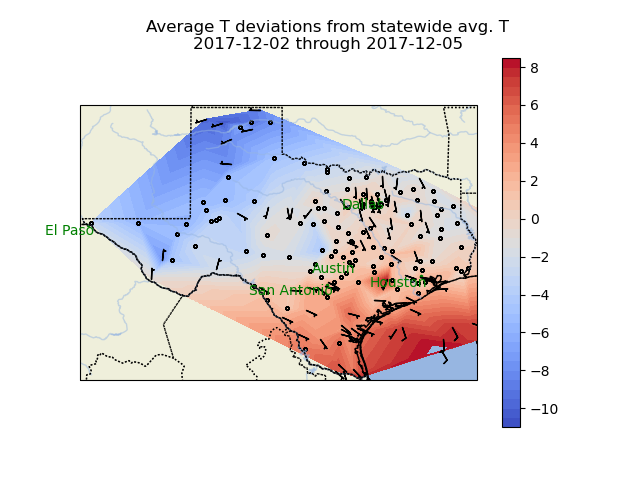 Average T deviations from statewide avg. T
2017-12-02 through 2017-12-05
8
6
4
2
0
−2
−4
−6
−8
−10
Dallas
El Paso
Austin
San Antonio
Houston